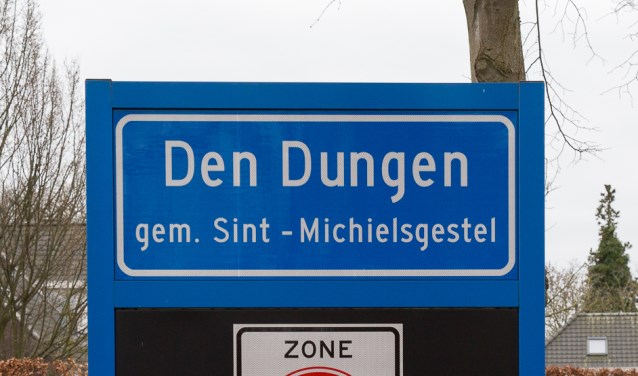 Den Dungen
gem. Sint - Michielsgestel
ZONE